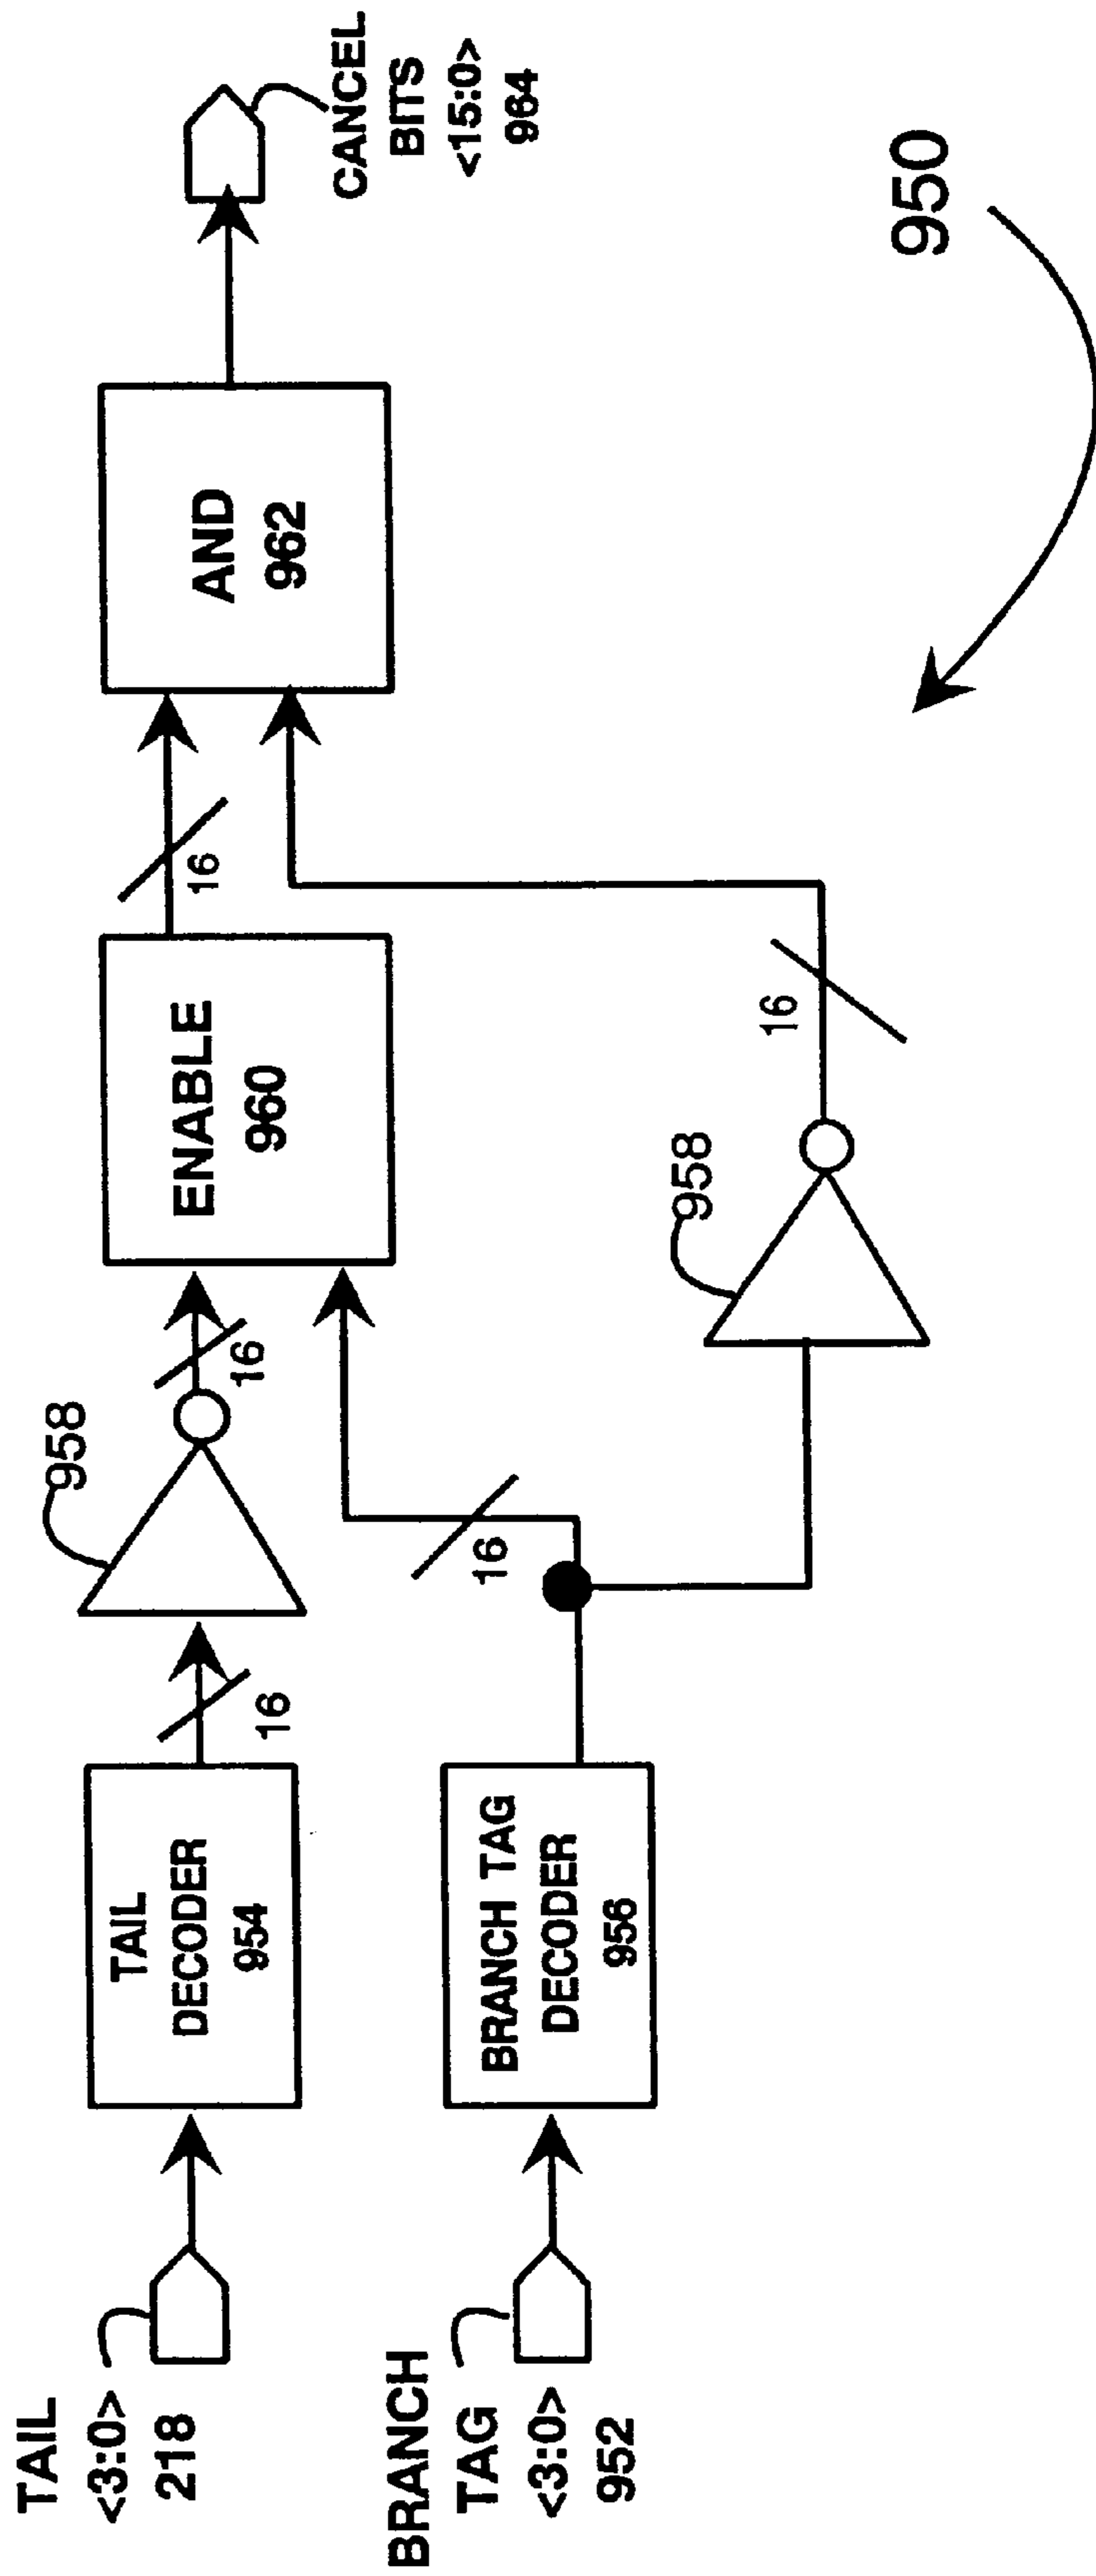 TAIL
<3:0>
218
BRANCH
TAG
<3:0>
952
TAIL
DECODER
954
BRANCH TAG
DECODER
956
16
958
16
16
958
ENABLE
960
16
16
AND
962
CANCEL
BITS
<15:0>
964
950